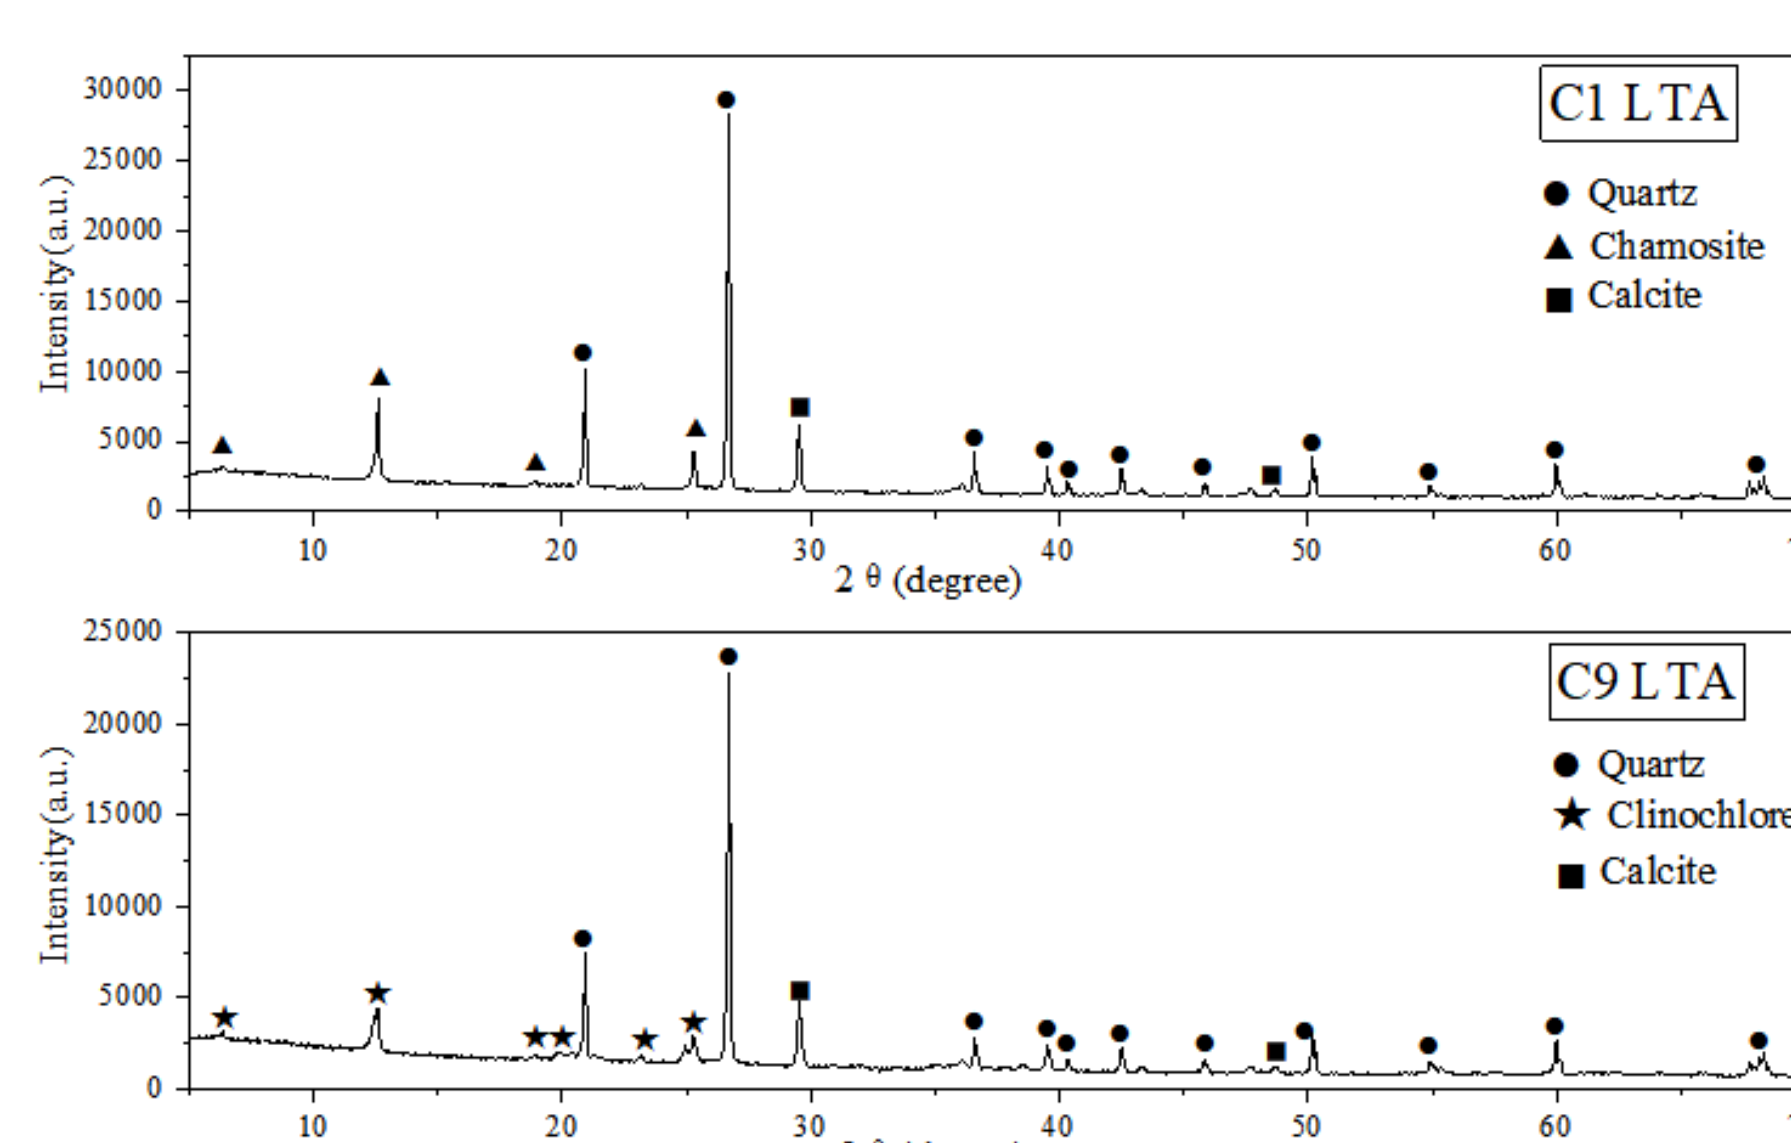 30000
25000
20000
15000
10000
5000
0
Intensity(a.u.)
C1 LTA
Quartz
Chamosite
Calcite
10 20 30 40 50 60
2 θ (degree)
25000
20000
15000
10000
5000
0
Intensity(a.u.)
C9 LTA
Quartz
Clinochlore
Calcite
10 20 30 40 50 60